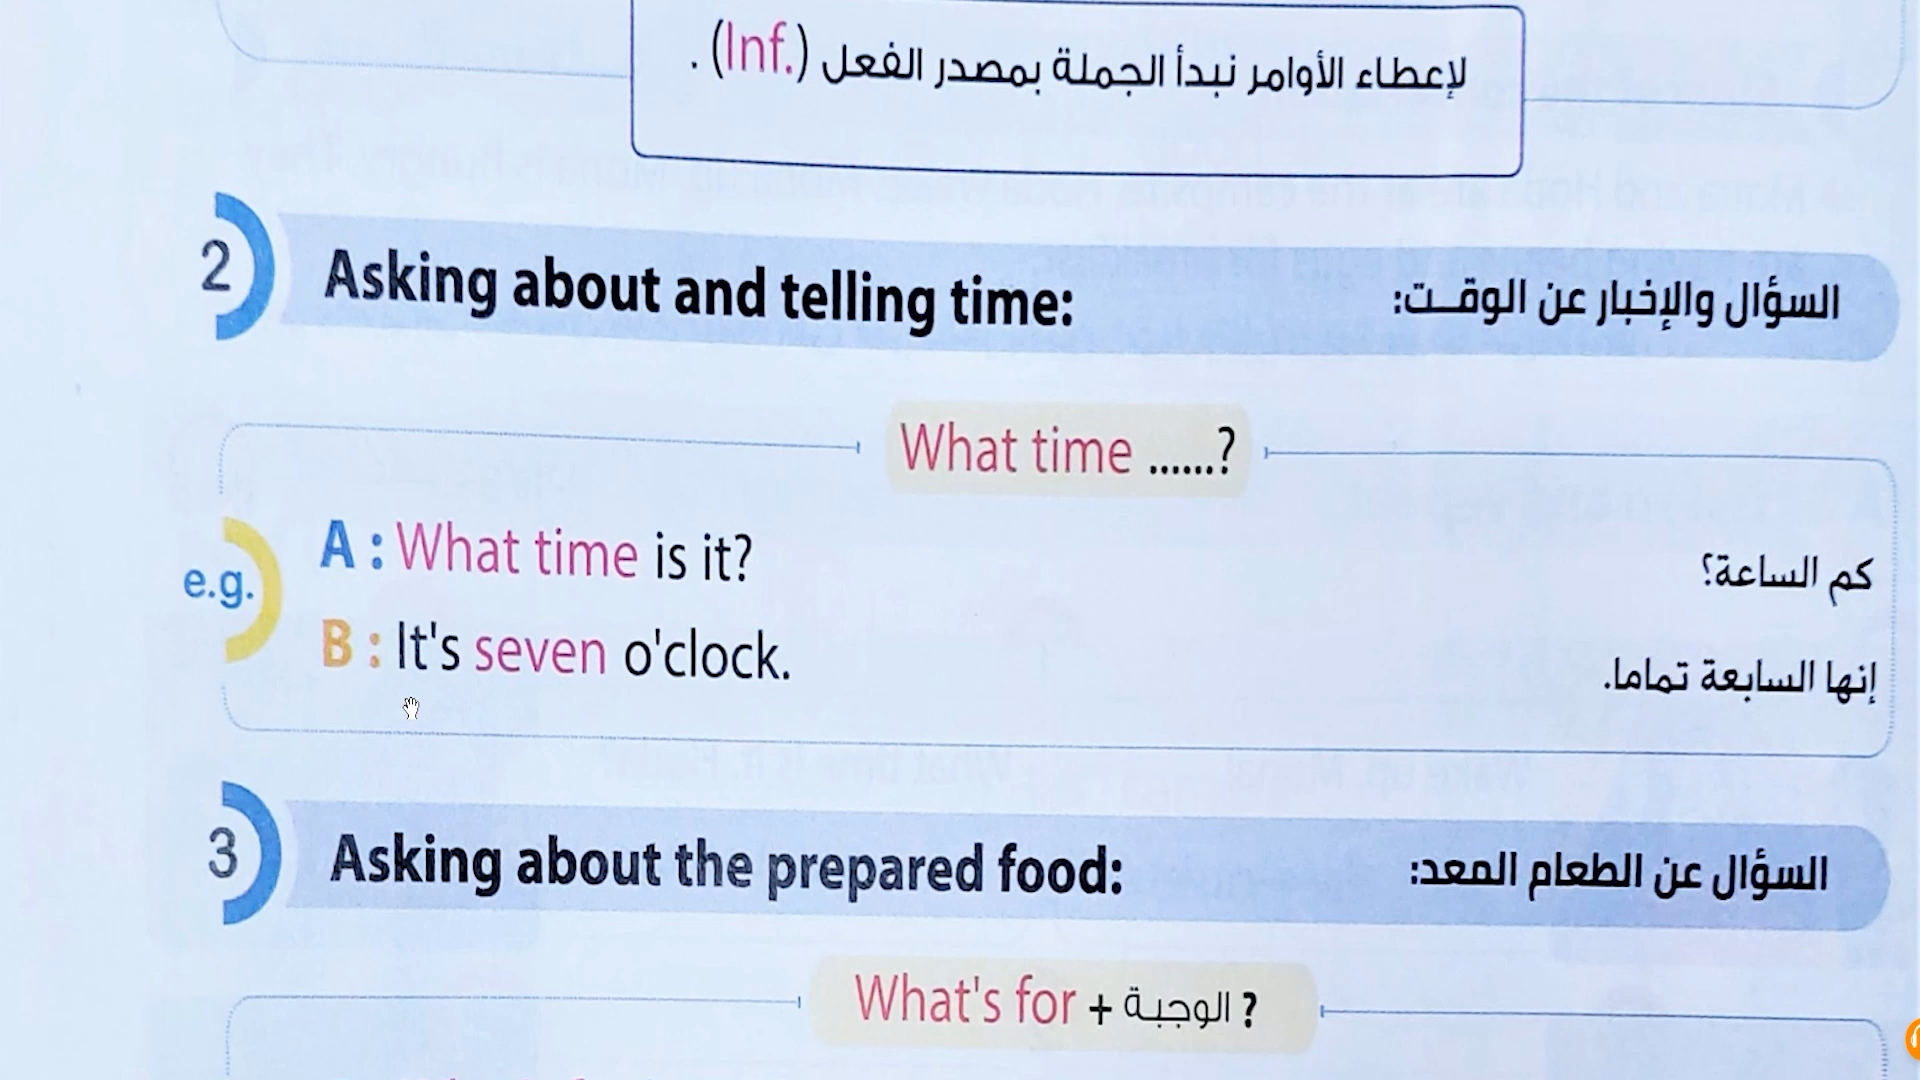 لإعطاء الأوامر نبدأ الجملة بمصدر الفعل (Inf.) .
2 Asking about and telling time: السؤال والإخبار عن الوقـت:
What time ......?
A : What time is it? كم الساعة؟
e.g.
B : It's seven o'clock. إنها السابعة تماما.
3 Asking about the prepared food: السؤال عن الطعام المعد:
What's for + الوجبة ?